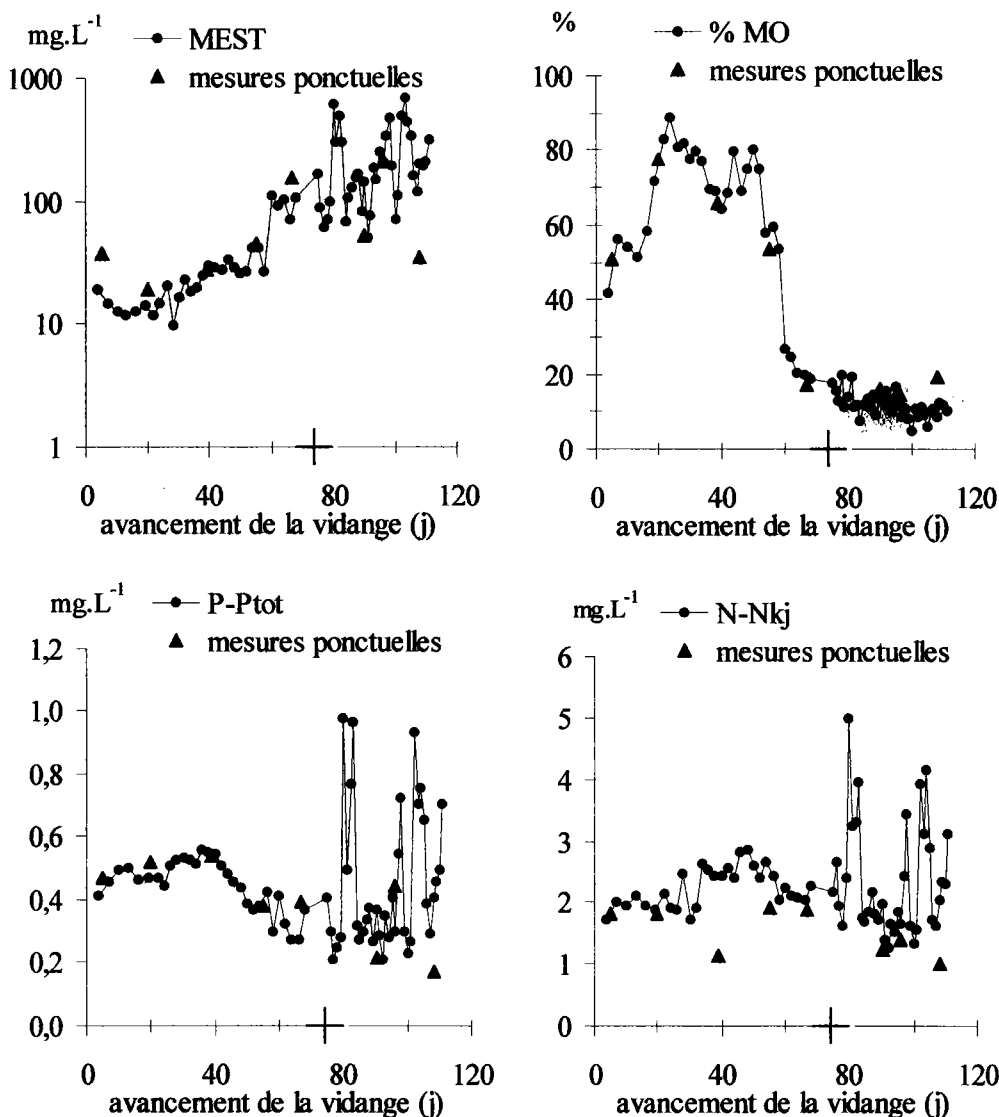 mg.L⁻¹
MEST
mesures ponctuelles
1000
100
10
1
0 40 80 120
avancement de la vidange (j)
%
% MO
mesures ponctuelles
100
80
60
40
20
0
0 40 80 120
avancement de la vidange (j)
mg.L⁻¹
P-Ptot
mesures ponctuelles
1,2
1,0
0,8
0,6
0,4
0,2
0,0
0 40 80 120
avancement de la vidange (j)
mg.L⁻¹
N-Nkj
mesures ponctuelles
6
5
4
3
2
1
0
0 40 80 120
avancement de la vidange (j)